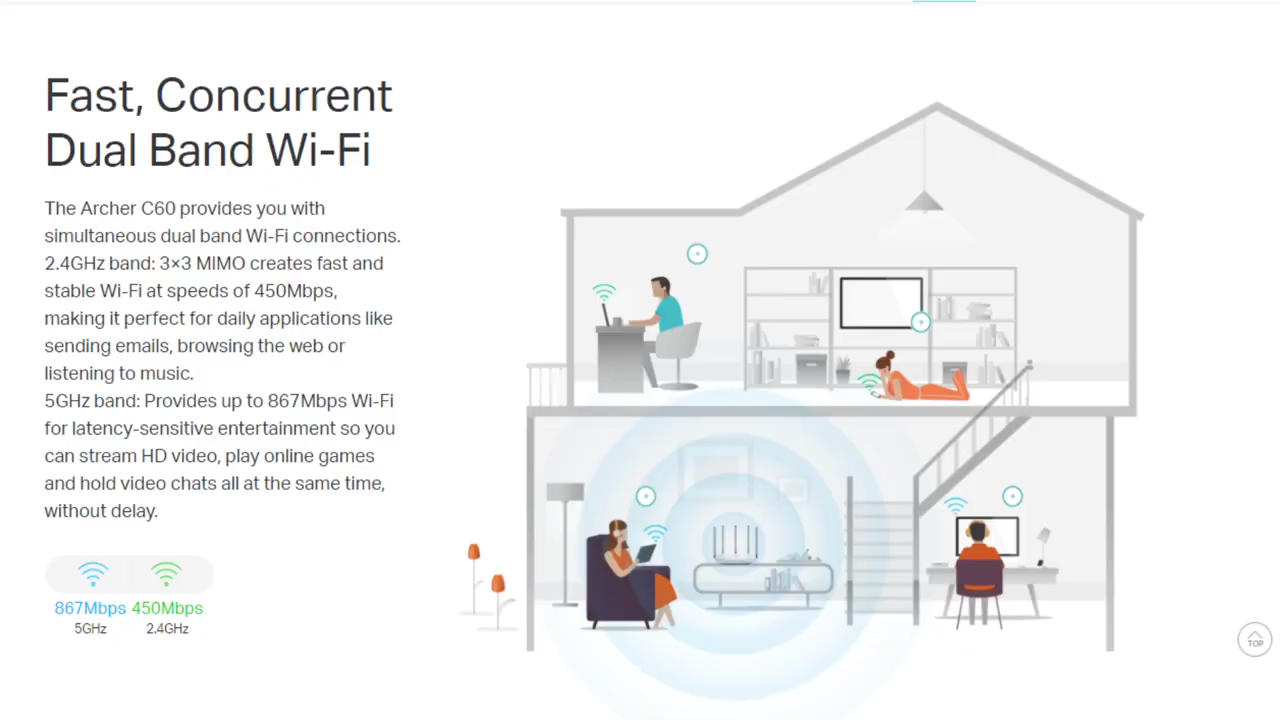 Fast, Concurrent
Dual Band Wi-Fi
The Archer C60 provides you with
simultaneous dual band Wi-Fi connections.
2.4GHz band: 3×3 MIMO creates fast and
stable Wi-Fi at speeds of 450Mbps,
making it perfect for daily applications like
sending emails, browsing the web or
listening to music.
5GHz band: Provides up to 867Mbps Wi-Fi
for latency-sensitive entertainment so you
can stream HD video, play online games
and hold video chats all at the same time,
without delay.
867Mbps 450Mbps
5GHz 2.4GHz
TOP